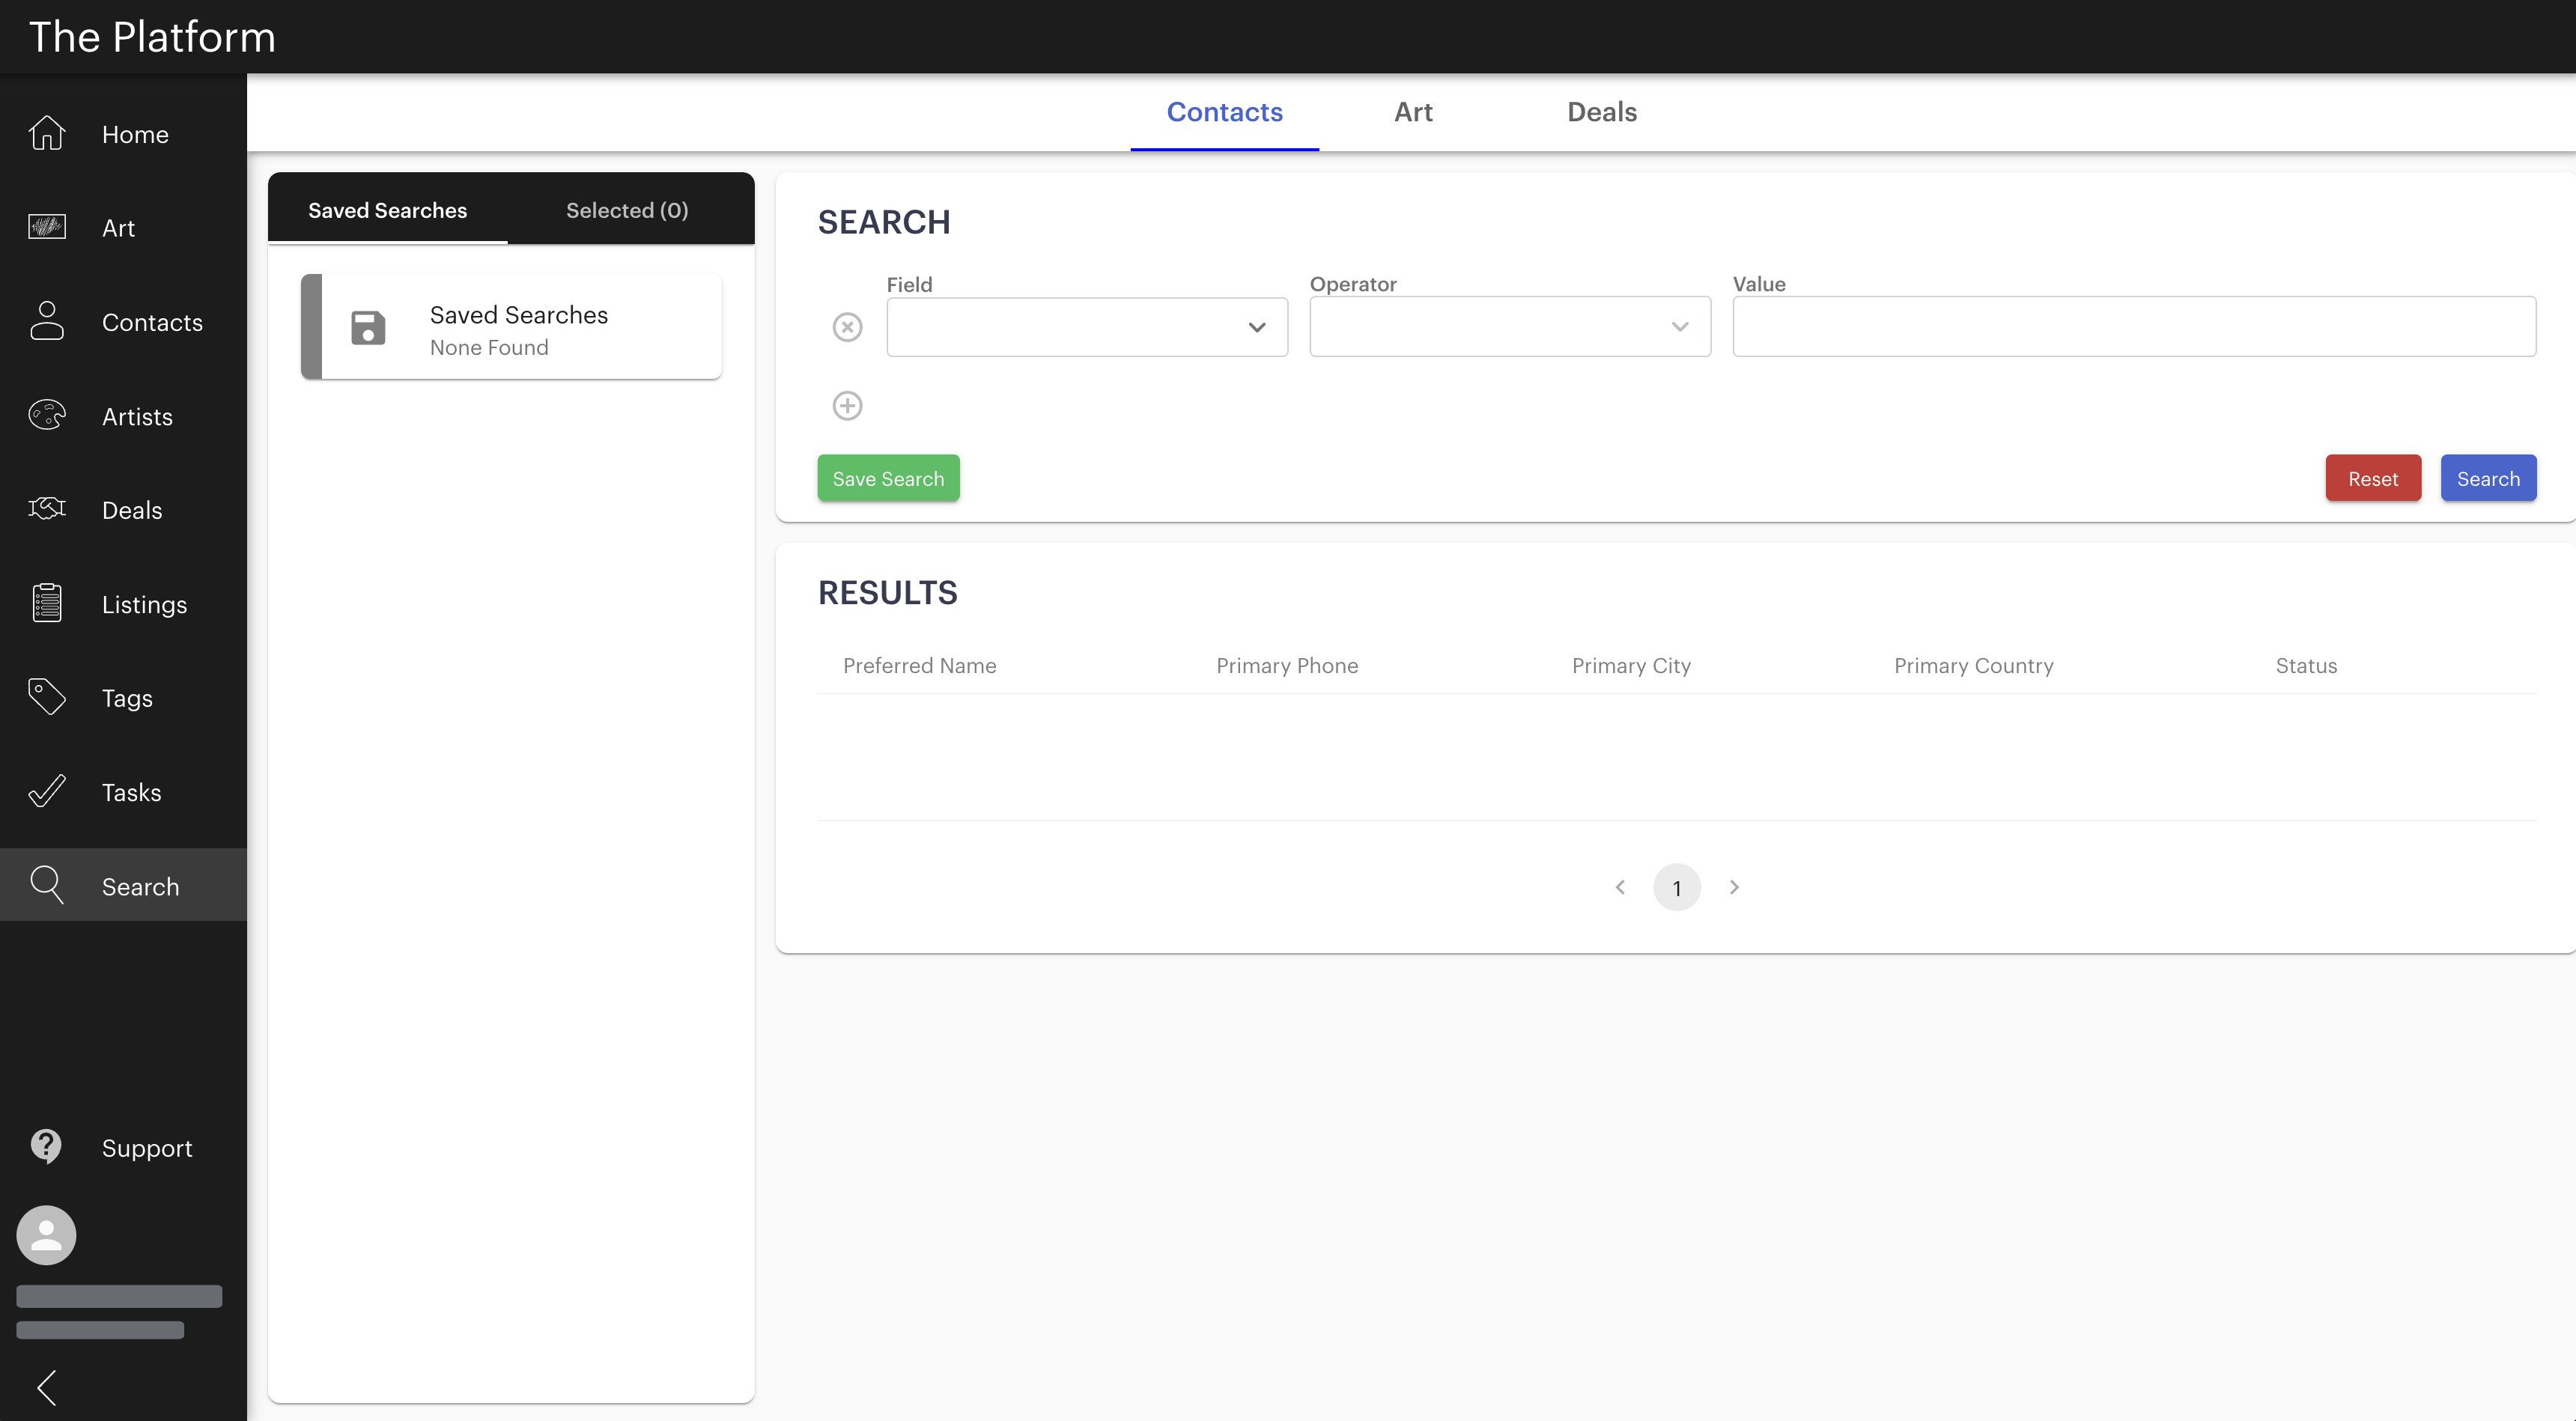 The Platform
Home
Art
Contacts
Artists
Deals
Listings
Tags
Tasks
Search
Support
Contacts Art Deals
Saved Searches Selected (0)
Saved Searches
None Found
SEARCH
Field Operator Value
Save Search Reset Search
RESULTS
Preferred Name Primary Phone Primary City Primary Country Status
1